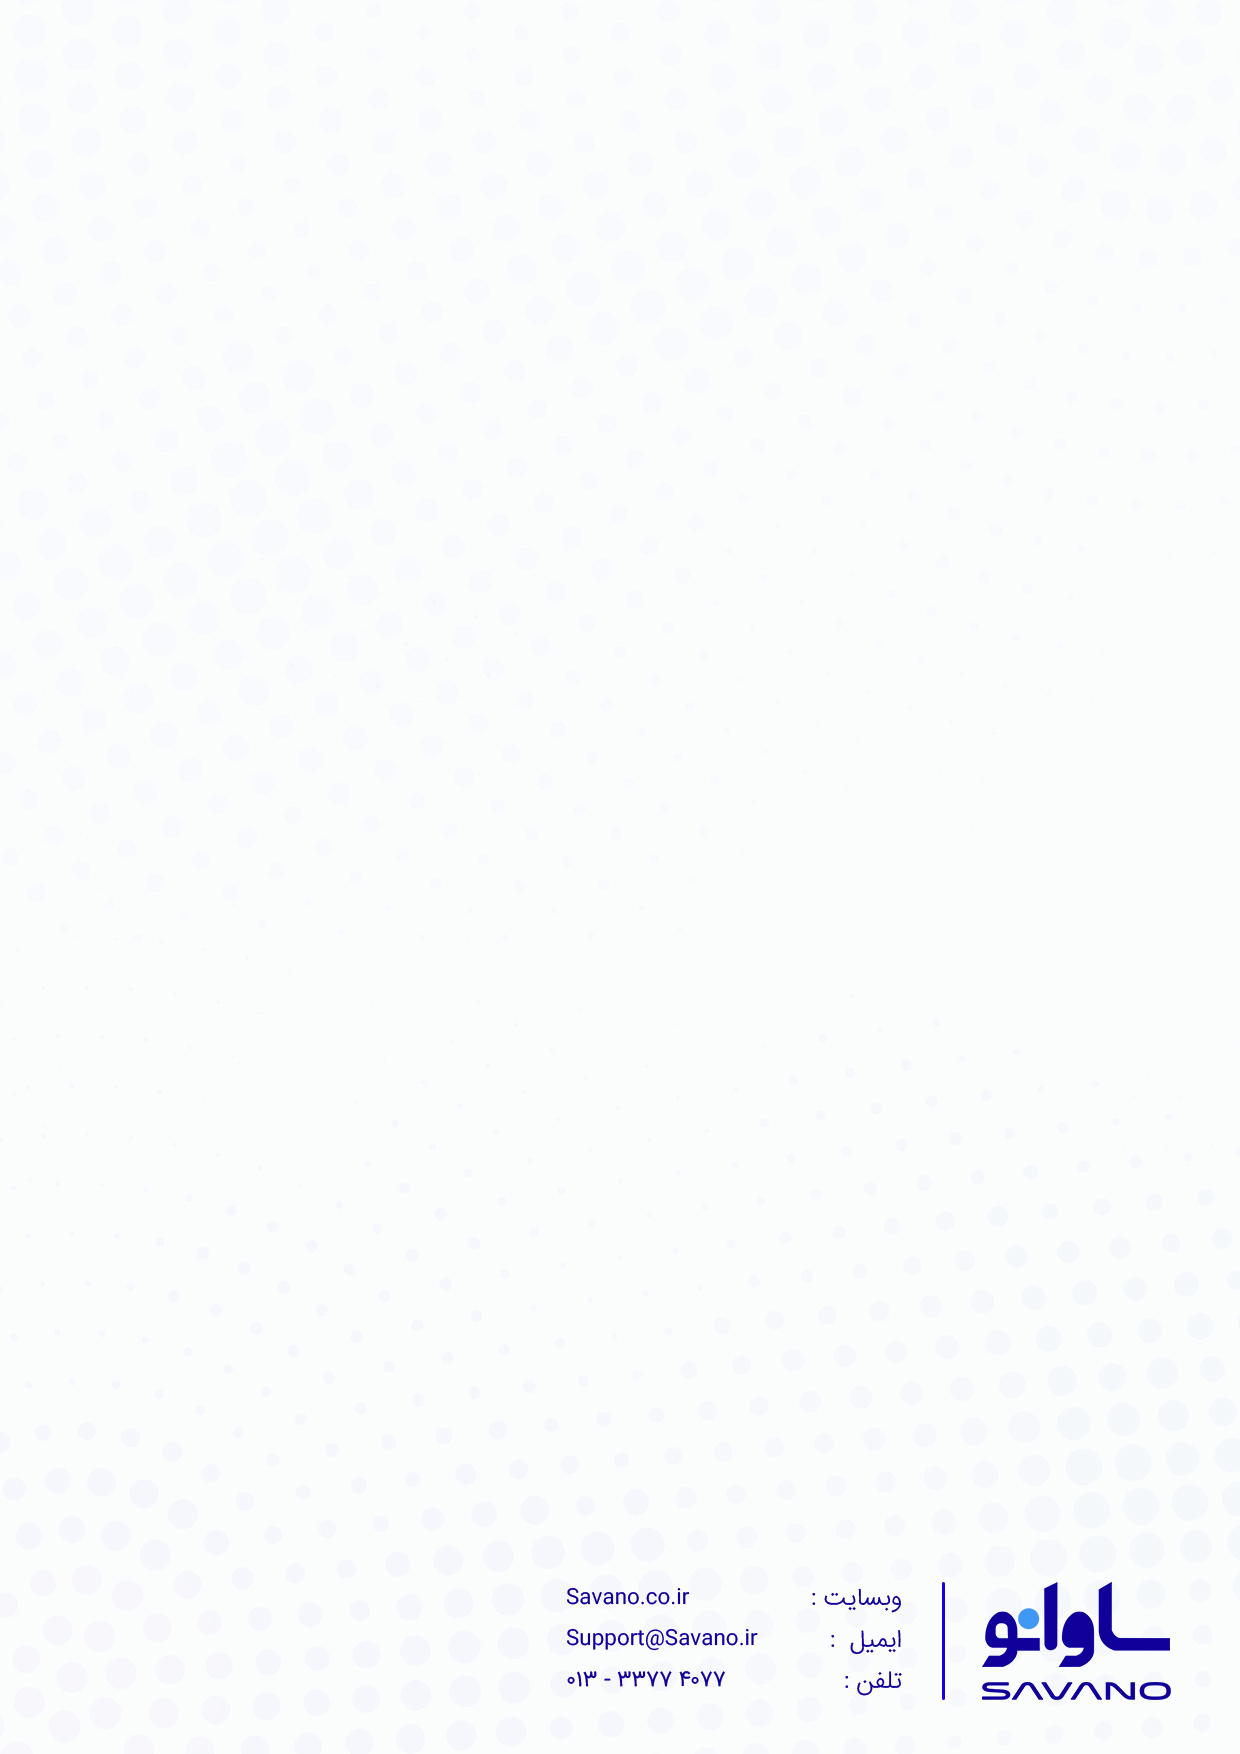 ساوانو
SAVANO
وبسایت : Savano.co.ir
ایمیل : Support@Savano.ir
تلفن : ۰۱۳ - ۳۳۷۷ ۴۰۷۷